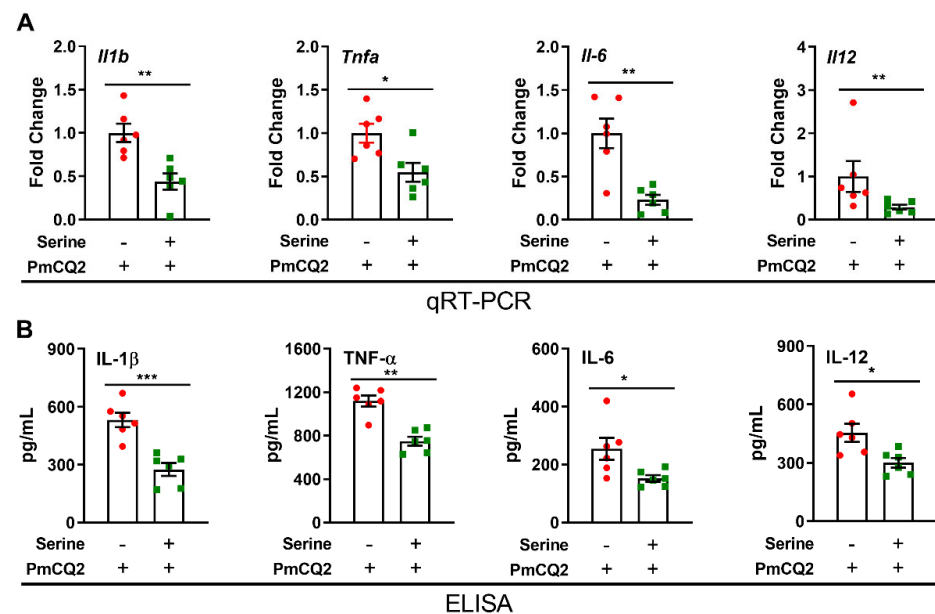 A
Il1b
Tnfa
Il-6
Il12
**
*
**
**
Fold Change
2.0
1.5
1.0
0.5
0.0
Fold Change
2.0
1.5
1.0
0.5
0.0
Fold Change
2.0
1.5
1.0
0.5
0.0
Fold Change
4
3
2
1
0
Serine - +
PmCQ2 + +
Serine - +
PmCQ2 + +
Serine - +
PmCQ2 + +
Serine - +
PmCQ2 + +
qRT-PCR
B
IL-1β
TNF-α
IL-6
IL-12
***
**
*
*
pg/mL
900
600
300
0
pg/mL
1600
1200
800
400
0
pg/mL
600
400
200
0
pg/mL
900
600
300
0
Serine - +
PmCQ2 + +
Serine - +
PmCQ2 + +
Serine - +
PmCQ2 + +
Serine - +
PmCQ2 + +
ELISA